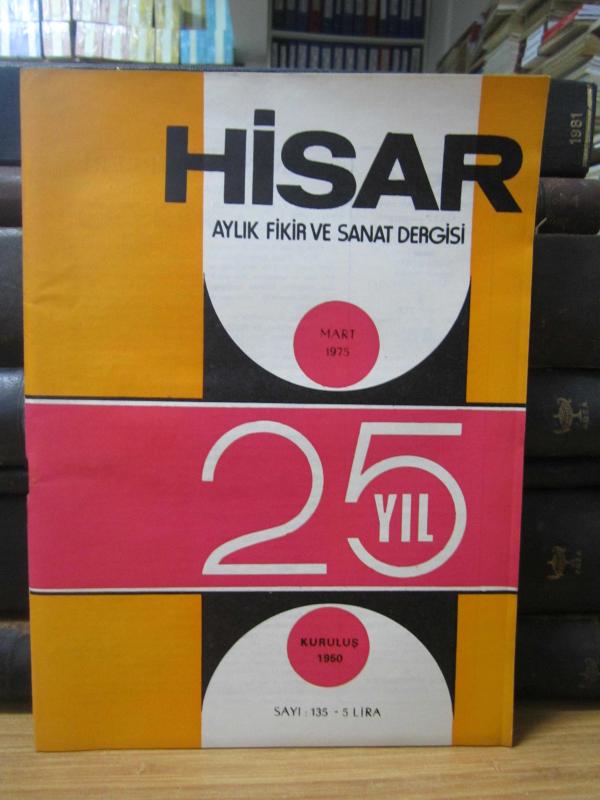 HİSAR
AYLIK FİKİR VE SANAT DERGİSİ
MART
1975
25
YIL
KURULUŞ
1950
SAYI : 135 - 5 LİRA
1981